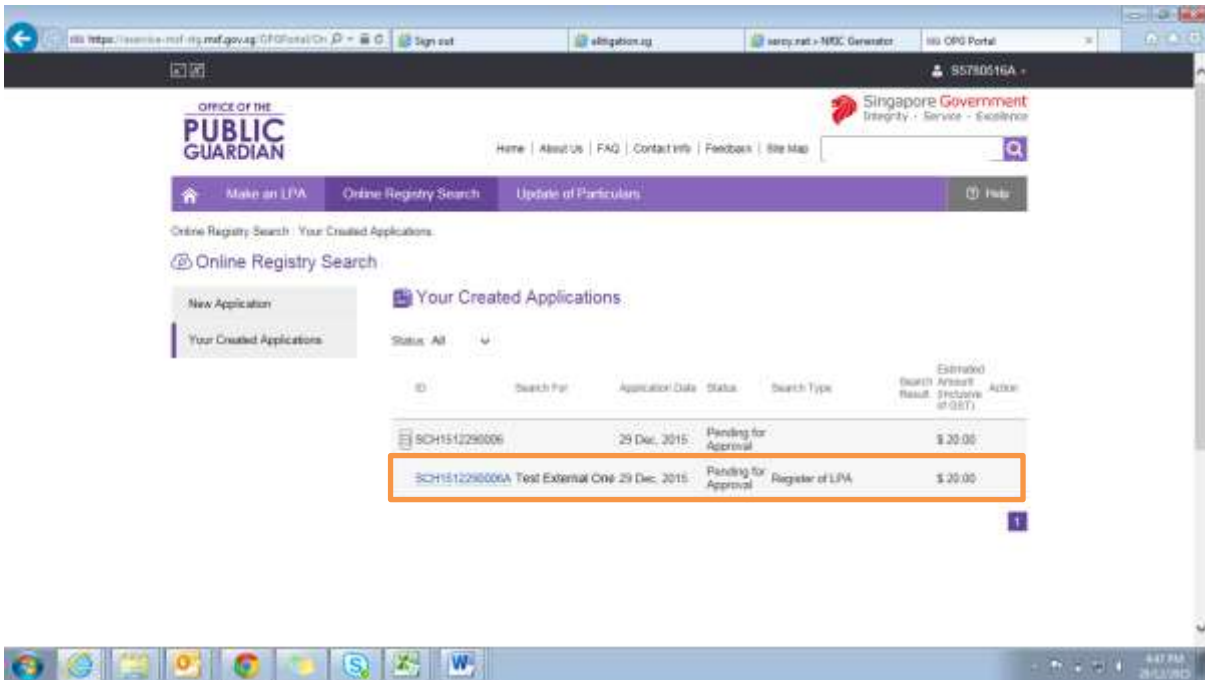 Sign out
elitigation.sg
OPG Portal
S5780516A
OFFICE OF THE
PUBLIC
GUARDIAN
Singapore Government
Integrity · Service · Excellence
Home | About Us | FAQ | Contact Info | Feedback | Site Map
Make an LPA Online Registry Search Update of Particulars Help
Online Registry Search Your Created Applications
Online Registry Search
New Application
Your Created Applications
Your Created Applications
Status All
ID Search For Application Date Status Search Type Search Result Estimated Amount (Inclusive of GST) Action
SCH1512290006 29 Dec, 2015 Pending for Approval $ 20.00
SCH1512290006A Test External One 29 Dec, 2015 Pending for Approval Register of LPA $ 20.00
1
4:47 PM